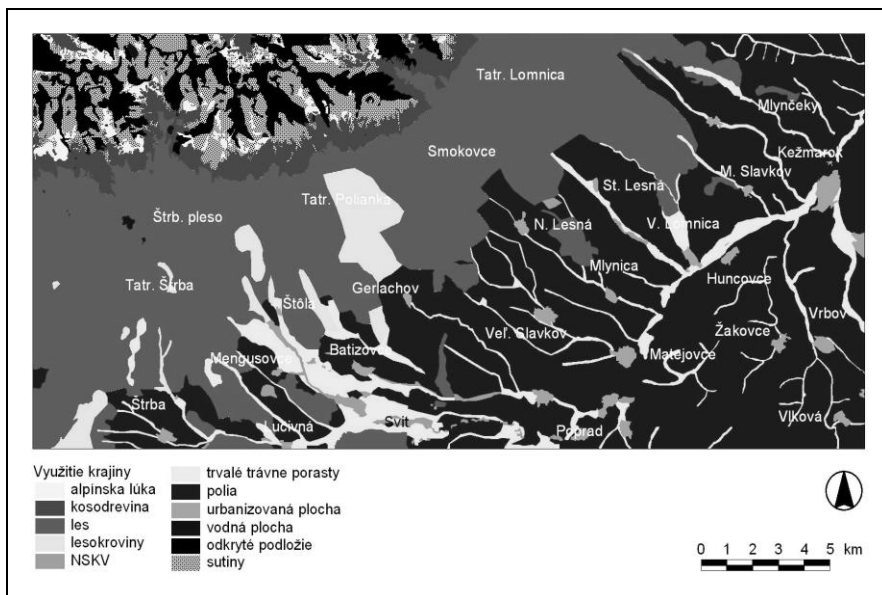 Tatr. Lomnica
Mlynčeky
Kežmarok
Smokovce
M. Slavkov
St. Lesná
Tatr. Polianka
Štrb. pleso
N. Lesná
V. Lomnica
Mlynica
Huncovce
Tatr. Štrba
Gerlachov
Štôla
Vrbov
Veľ. Slavkov
Žakovce
Batizovce
Mengusovce
Matejovce
Štrba
Lučivná
Svit
Poprad
Vlková
Využitie krajiny
alpínska lúka
kosodrevina
les
lesokroviny
NSKV
trvalé trávne porasty
polia
urbanizovaná plocha
vodná plocha
odkryté podložie
sutiny
0 1 2 3 4 5 km